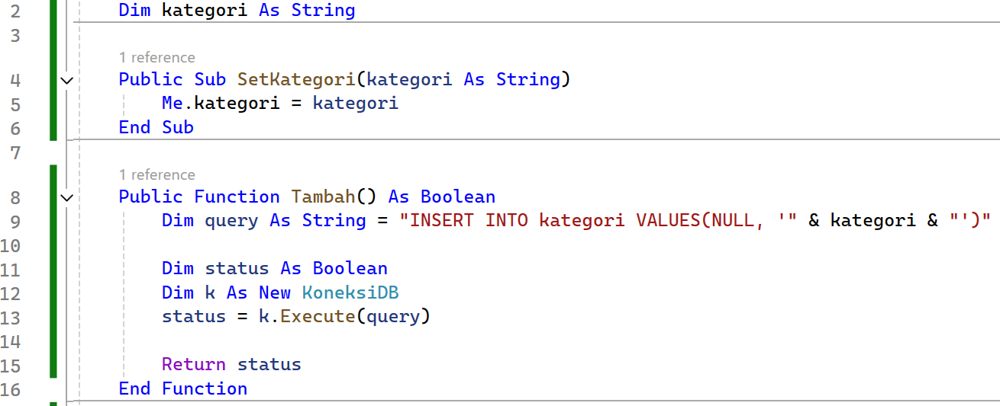 2 Dim kategori As String
3
1 reference
4 Public Sub SetKategori(kategori As String)
5 Me.kategori = kategori
6 End Sub
7
1 reference
8 Public Function Tambah() As Boolean
9 Dim query As String = "INSERT INTO kategori VALUES(NULL, '" & kategori & "')"
10
11 Dim status As Boolean
12 Dim k As New KoneksiDB
13 status = k.Execute(query)
14
15 Return status
16 End Function